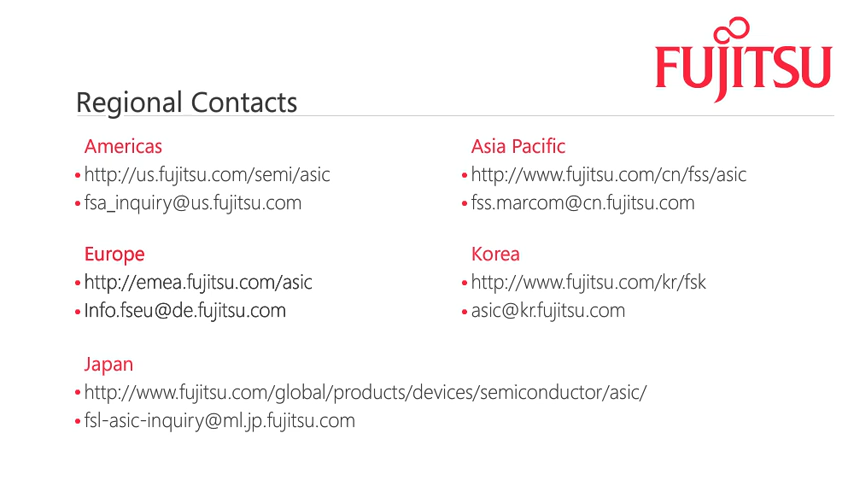 FUJITSU
Regional Contacts
Americas
• http://us.fujitsu.com/semi/asic
• fsa_inquiry@us.fujitsu.com
Asia Pacific
• http://www.fujitsu.com/cn/fss/asic
• fss.marcom@cn.fujitsu.com
Europe
• http://emea.fujitsu.com/asic
• Info.fseu@de.fujitsu.com
Korea
• http://www.fujitsu.com/kr/fsk
• asic@kr.fujitsu.com
Japan
• http://www.fujitsu.com/global/products/devices/semiconductor/asic/
• fsl-asic-inquiry@ml.jp.fujitsu.com